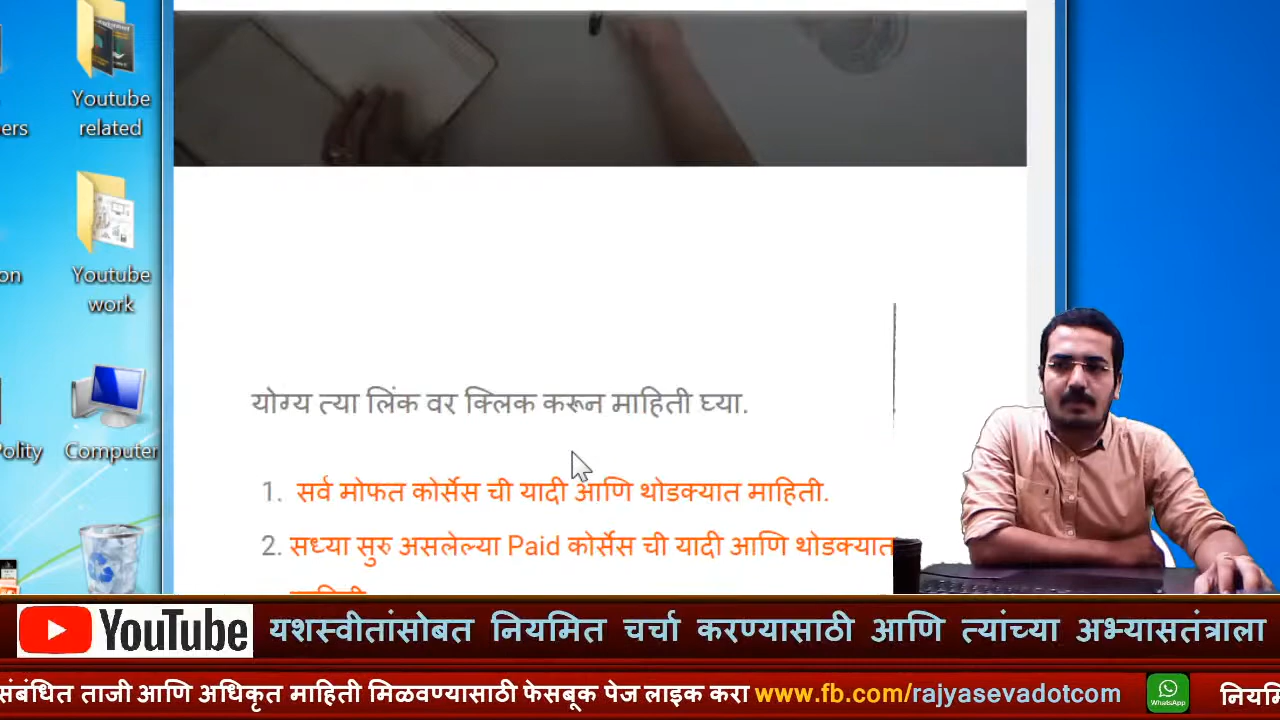 Youtube
related
ers
Youtube
work
on
Computer
Polity
योग्य त्या लिंक वर क्लिक करून माहिती घ्या.
1. सर्व मोफत कोर्सेस ची यादी आणि थोडक्यात माहिती.
2. सध्या सुरु असलेल्या Paid कोर्सेस ची यादी आणि थोडक्यात
YouTube यशस्वीतांसोबत नियमित चर्चा करण्यासाठी आणि त्यांच्या अभ्यासतंत्राला
संबंधित ताजी आणि अधिकृत माहिती मिळवण्यासाठी फेसबूक पेज लाइक करा www.fb.com/rajyasevadotcom WhatsApp